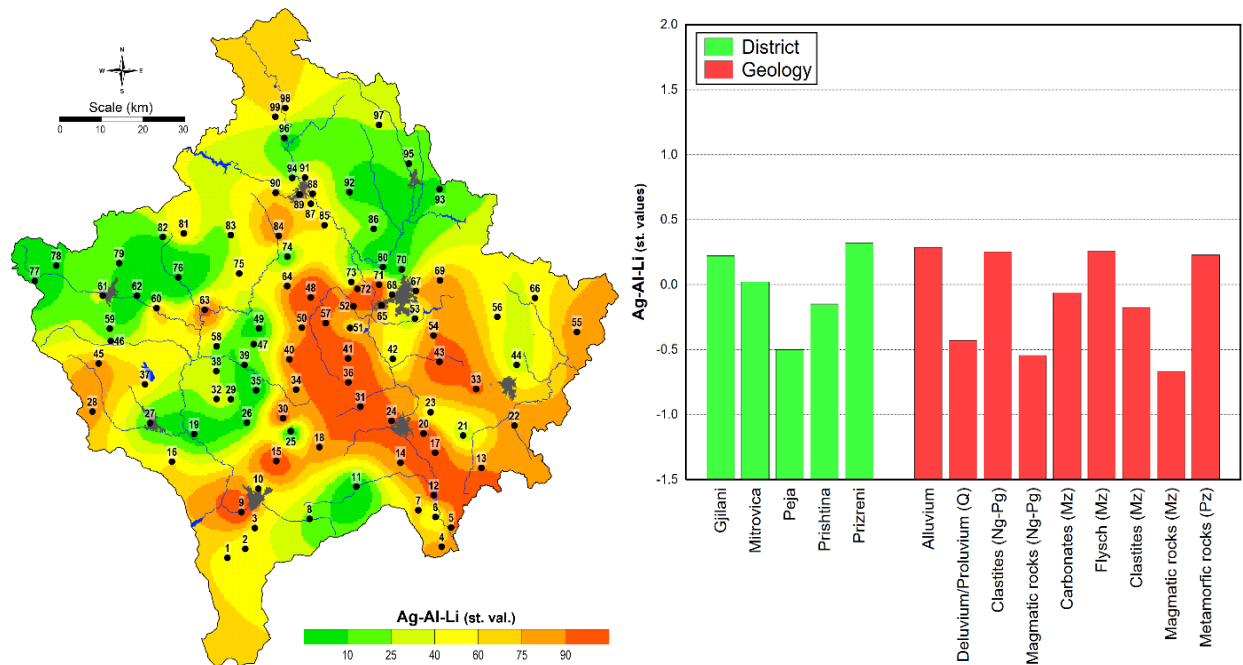 N
W E
S
Scale (km)
0 10 20 30
98
99
97
96
95
94 91
90 88 92
93
89
87
85
86
82 81 83 84
74
80 70
78 79
77 76 75
73 71 69
64 72 68 67
61 62 48 66
60 63 52 65
53 56
59 49 50 57 51 54 55
58
46 47
45 38 39 40 41 42 43 44
37 36
35 34 33
32 29
28 31
30 23
27 26 24 22
19 25 20 21
18 17
16 15 14 13
11
10 12
9 7
8 6
3 5
2 4
1
Ag-Al-Li (st. val.)
10 25 40 60 75 90
District
Geology
Ag-Al-Li (st. values)
2.0
1.5
1.0
0.5
0.0
-0.5
-1.0
-1.5
Gjilani
Mitrovica
Peja
Prishtina
Prizreni
Alluvium
Deluvium/Proluvium (Q)
Clastites (Ng-Pg)
Magmatic rocks (Ng-Pg)
Carbonates (Mz)
Flysch (Mz)
Clastites (Mz)
Magmatic rocks (Mz)
Metamorfic rocks (Pz)